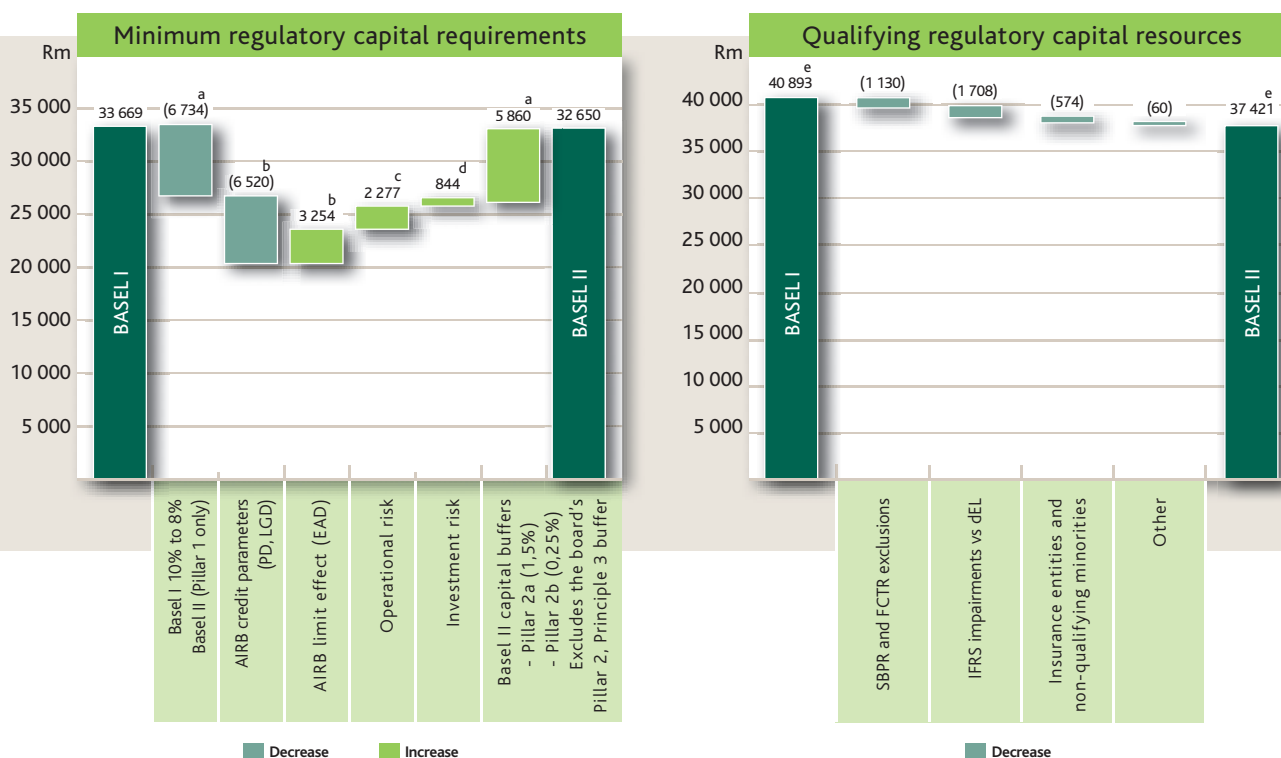 Minimum regulatory capital requirements
Rm
35 000
30 000
25 000
20 000
15 000
10 000
5 000
33 669
BASEL I
a
(6 734)
b
(6 520)
b
3 254
c
2 277
d
844
a
5 860
32 650
BASEL II
Basel I 10% to 8%
Basel II (Pillar 1 only)
AIRB credit parameters
(PD, LGD)
AIRB limit effect (EAD)
Operational risk
Investment risk
Basel II capital buffers
- Pillar 2a (1,5%)
- Pillar 2b (0,25%)
Excludes the board's
Pillar 2, Principle 3 buffer
Decrease
Increase
Qualifying regulatory capital resources
Rm
40 000
35 000
30 000
25 000
20 000
15 000
10 000
5 000
e
40 893
BASEL I
(1 130)
(1 708)
(574)
(60)
e
37 421
BASEL II
SBPR and FCTR exclusions
IFRS impairments vs dEL
Insurance entities and
non-qualifying minorities
Other
Decrease